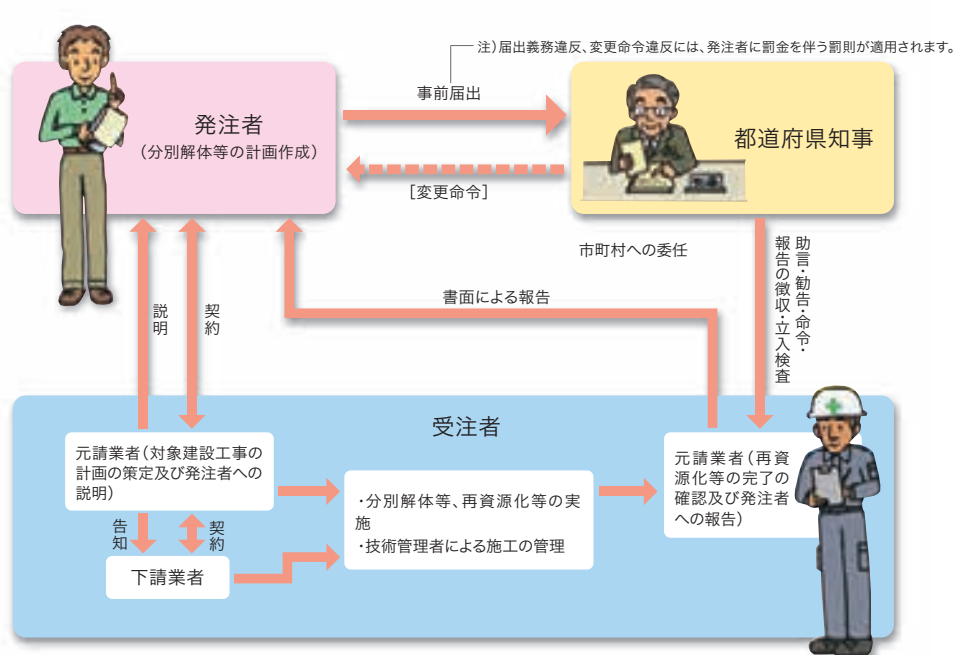 注）届出義務違反、変更命令違反には、発注者に罰金を伴う罰則が適用されます。
事前届出
発注者
（分別解体等の計画作成）
都道府県知事
［変更命令］
市町村への委任
助言・勧告・命令・
報告の徴収・立入検査
書面による報告
説明
契約
受注者
元請業者（対象建設工事の
計画の策定及び発注者への
説明）
告知
契約
下請業者
・分別解体等、再資源化等の実
施
・技術管理者による施工の管理
元請業者（再資
源化等の完了の
確認及び発注者
への報告）